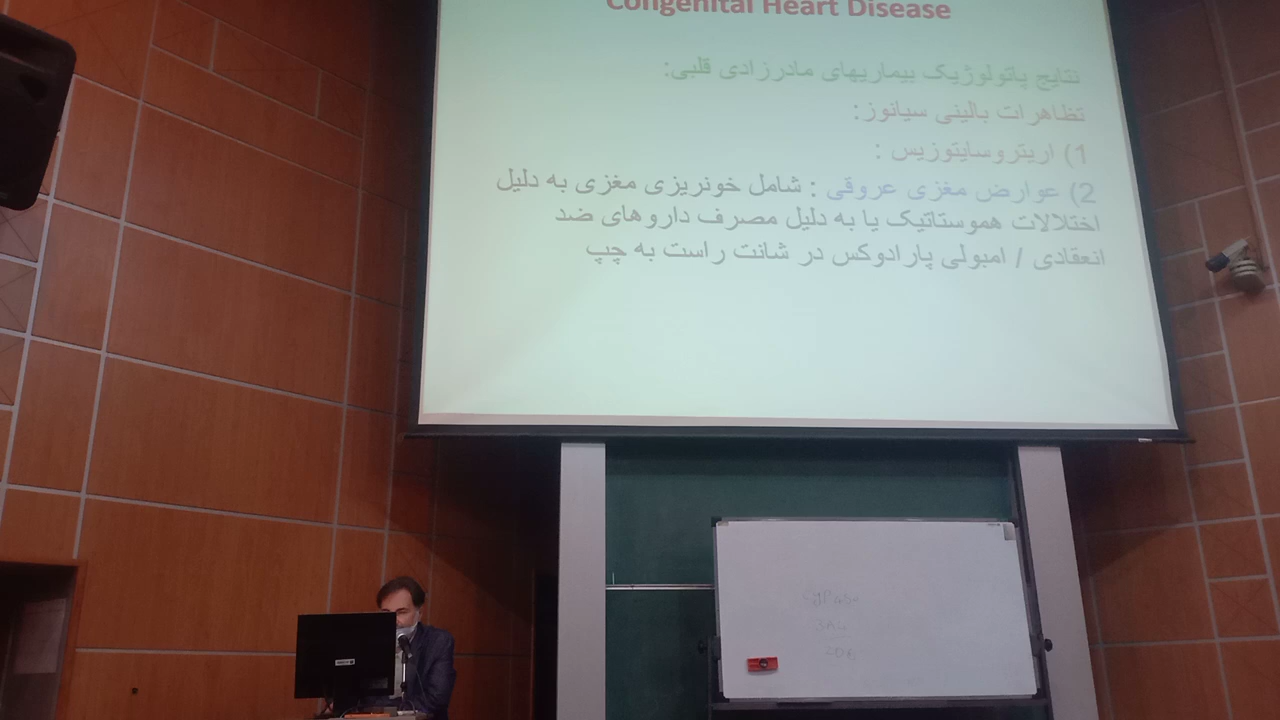 Congenital Heart Disease
نتایج پاتولوژیک بیماریهای مادرزادی قلبی:
تظاهرات بالینی سیانوز:
1) اریتروسایتوزیس :
2) عوارض مغزی عروقی : شامل خونریزی مغزی به دلیل
اختلالات هموستاتیک یا به دلیل مصرف داروهای ضد
انعقادی / امبولی پارادوکس در شانت راست به چپ